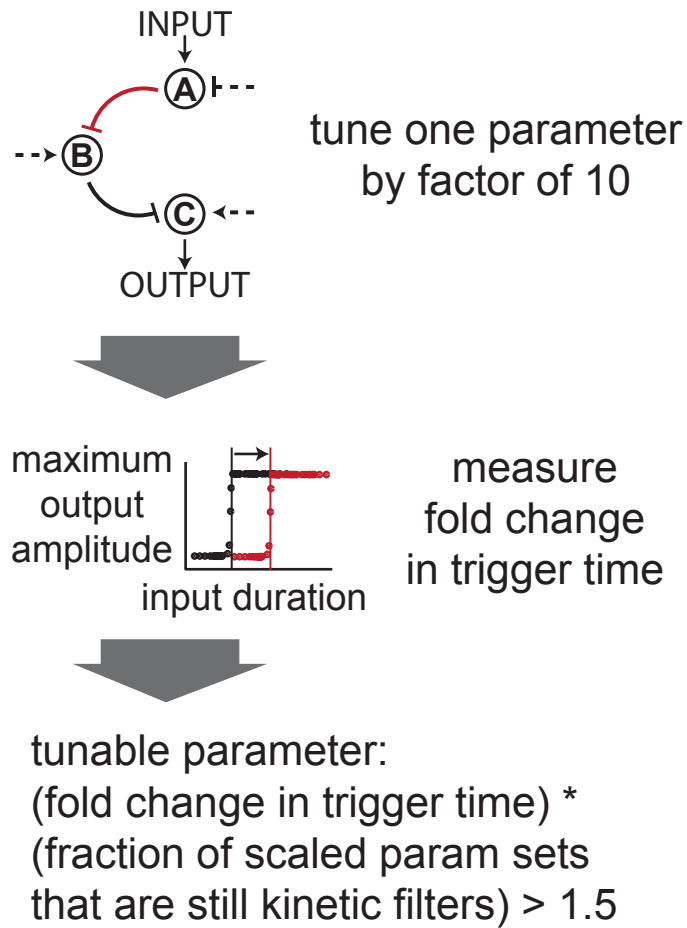 INPUT
A
tune one parameter
by factor of 10
B
C
OUTPUT
maximum
output
amplitude
input duration
measure
fold change
in trigger time
tunable parameter:
(fold change in trigger time) *
(fraction of scaled param sets
that are still kinetic filters) > 1.5